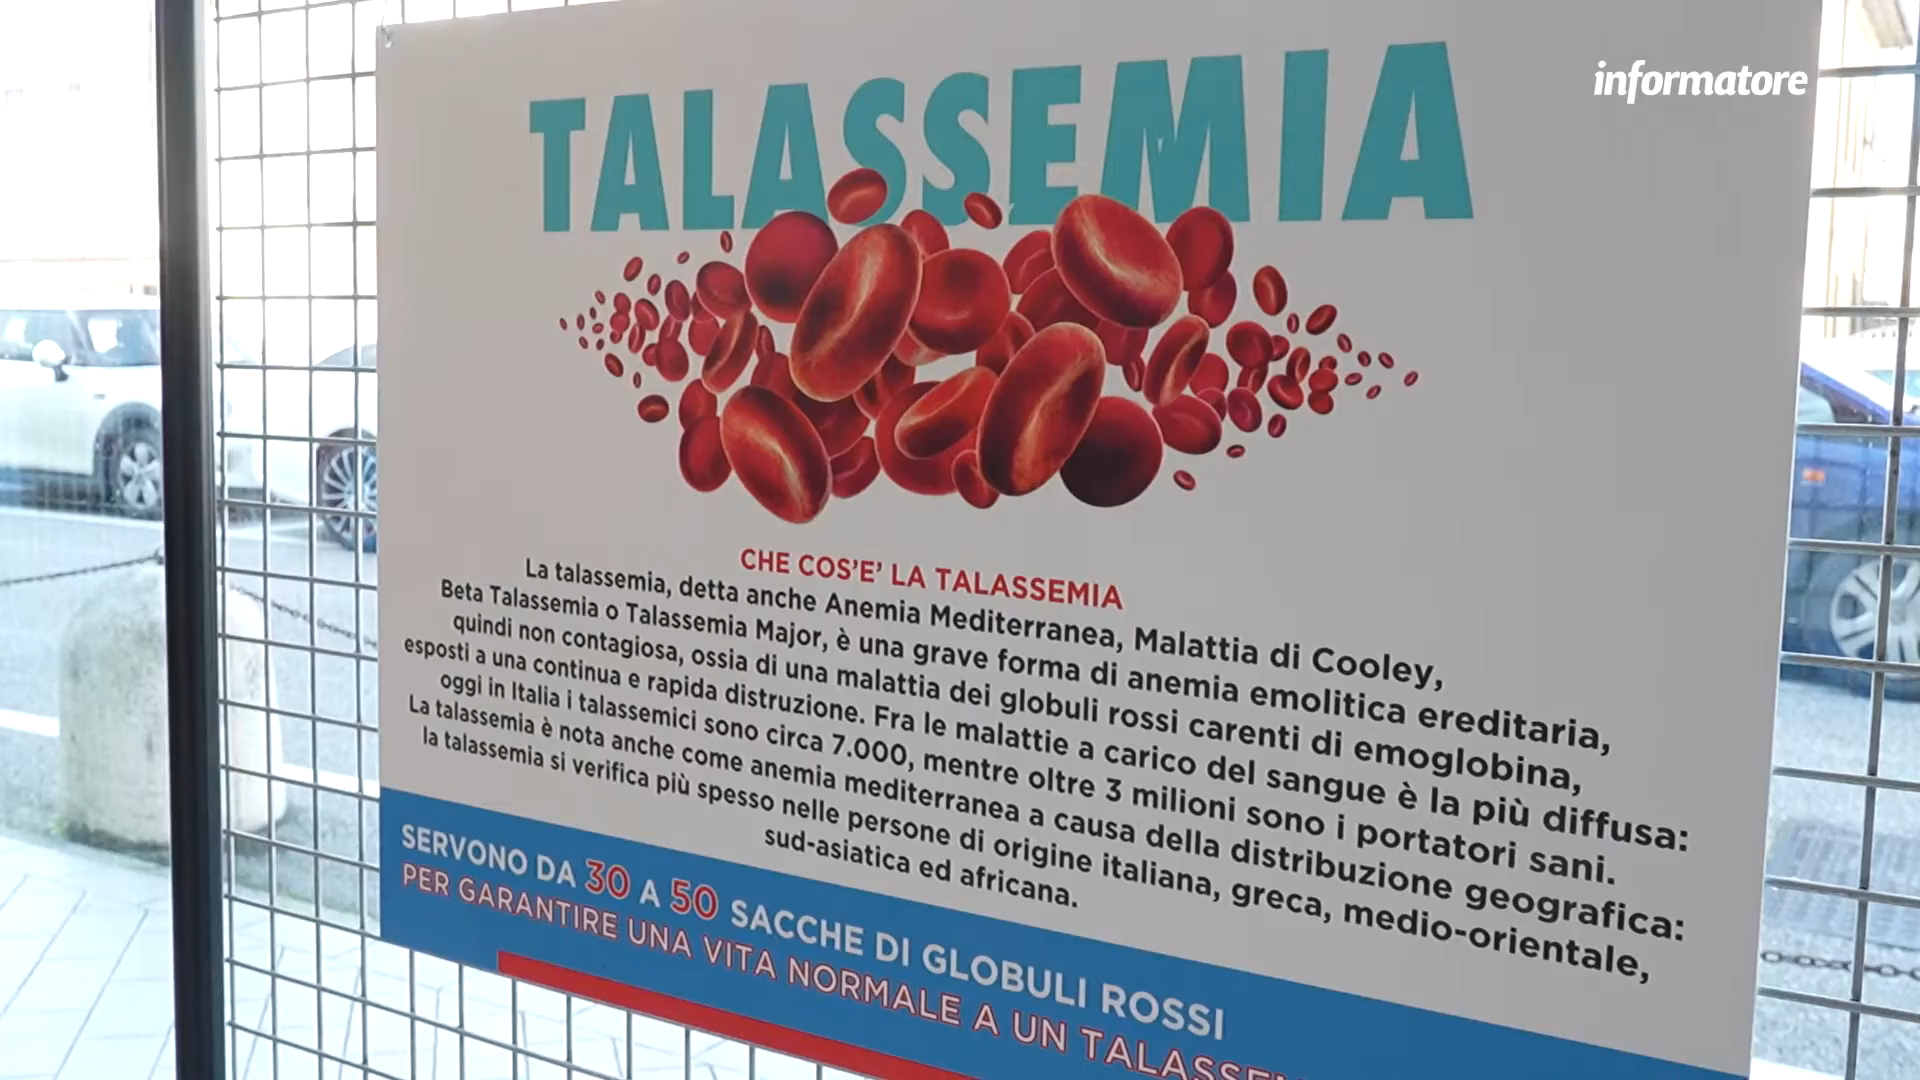 informatore
TALASSEMIA
CHE COS'E' LA TALASSEMIA
La talassemia, detta anche Anemia Mediterranea, Malattia di Cooley,
Beta Talassemia o Talassemia Major, è una grave forma di anemia emolitica ereditaria,
quindi non contagiosa, ossia di una malattia dei globuli rossi carenti di emoglobina,
esposti a una continua e rapida distruzione. Fra le malattie a carico del sangue è la più diffusa:
oggi in Italia i talassemici sono circa 7.000, mentre oltre 3 milioni sono i portatori sani.
La talassemia è nota anche come anemia mediterranea a causa della distribuzione geografica:
la talassemia si verifica più spesso nelle persone di origine italiana, greca, medio-orientale,
sud-asiatica ed africana.
SERVONO DA 30 A 50 SACCHE DI GLOBULI ROSSI
PER GARANTIRE UNA VITA NORMALE A UN